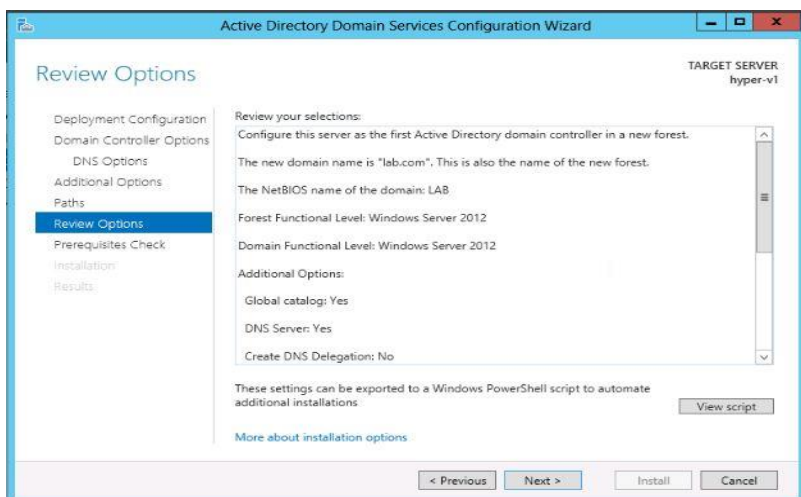 Active Directory Domain Services Configuration Wizard
Review Options
TARGET SERVER
hyper-v1
Deployment Configuration
Domain Controller Options
DNS Options
Additional Options
Paths
Review Options
Prerequisites Check
Installation
Results
Review your selections:
Configure this server as the first Active Directory domain controller in a new forest.
The new domain name is "lab.com". This is also the name of the new forest.
The NetBIOS name of the domain: LAB
Forest Functional Level: Windows Server 2012
Domain Functional Level: Windows Server 2012
Additional Options:
Global catalog: Yes
DNS Server: Yes
Create DNS Delegation: No
These settings can be exported to a Windows PowerShell script to automate
additional installations
View script
More about installation options
< Previous
Next >
Install
Cancel